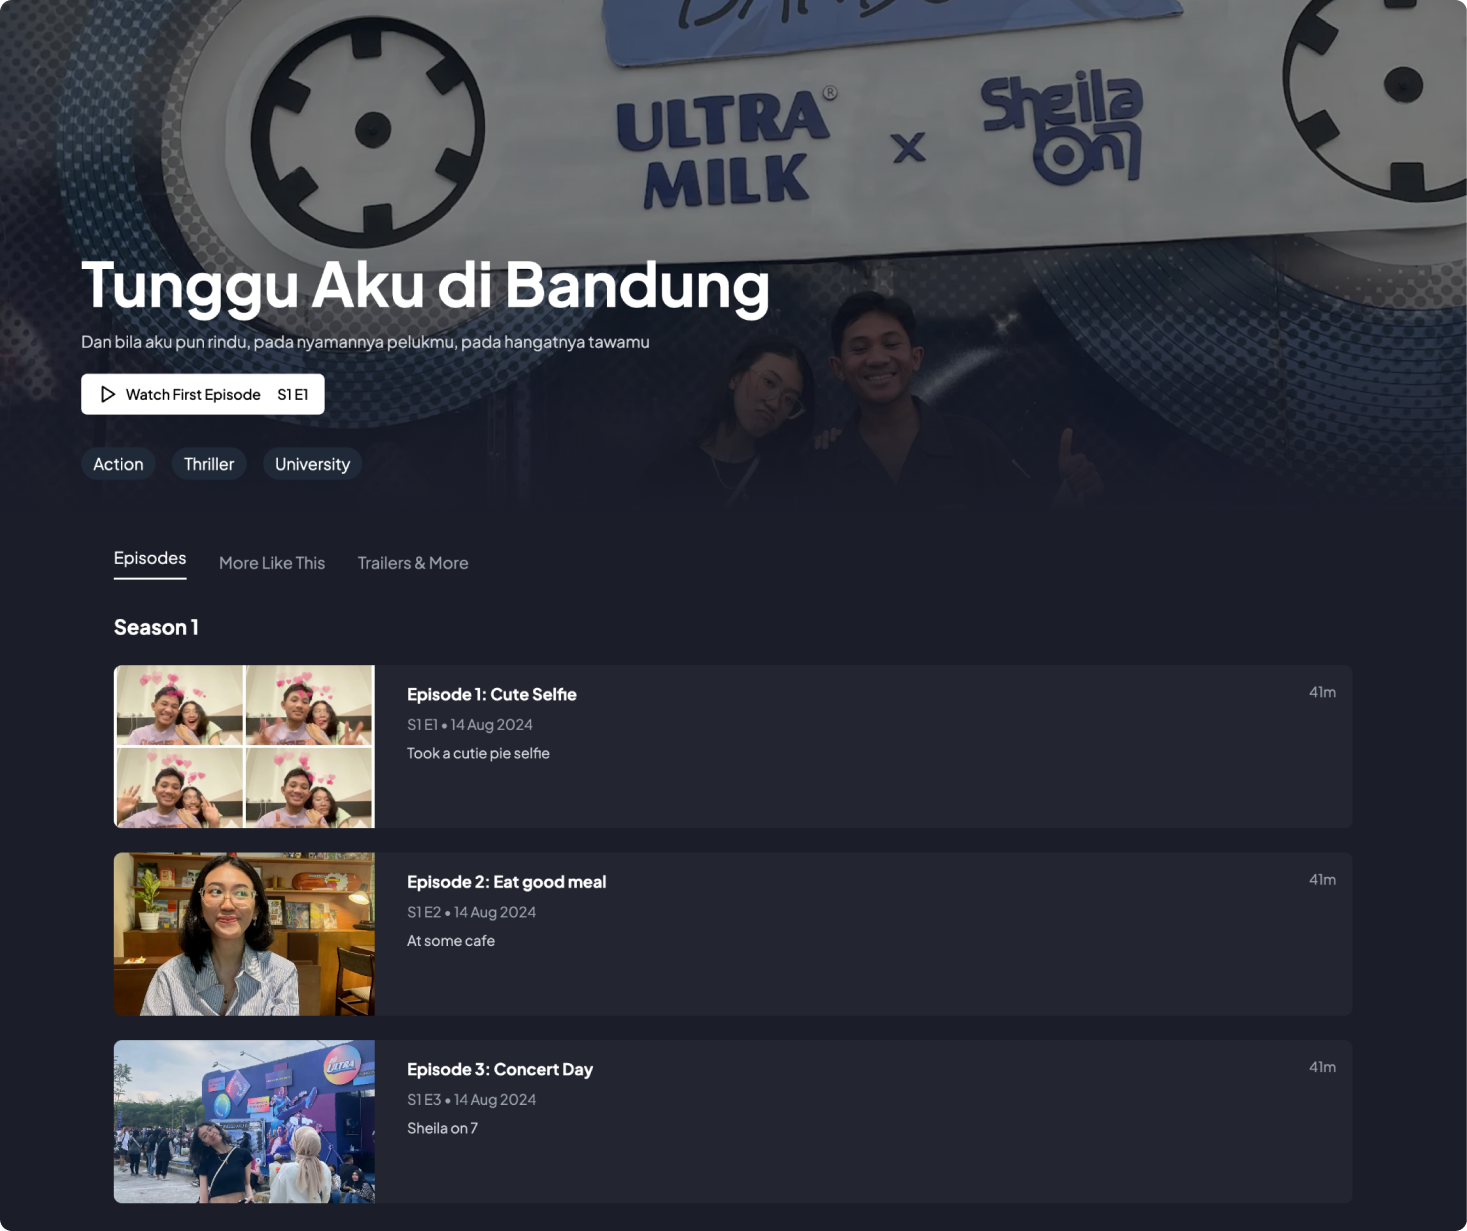 ULTRA® x Sheila
MILK On7
Tunggu Aku di Bandung
Dan bila aku pun rindu, pada nyamannya pelukmu, pada hangatnya tawamu
Watch First Episode S1 E1
Action Thriller University
Episodes More Like This Trailers & More
Season 1
Episode 1: Cute Selfie 41m
S1 E1 • 14 Aug 2024
Took a cutie pie selfie
Episode 2: Eat good meal 41m
S1 E2 • 14 Aug 2024
At some cafe
ULTRA
Episode 3: Concert Day 41m
S1 E3 • 14 Aug 2024
Sheila on 7